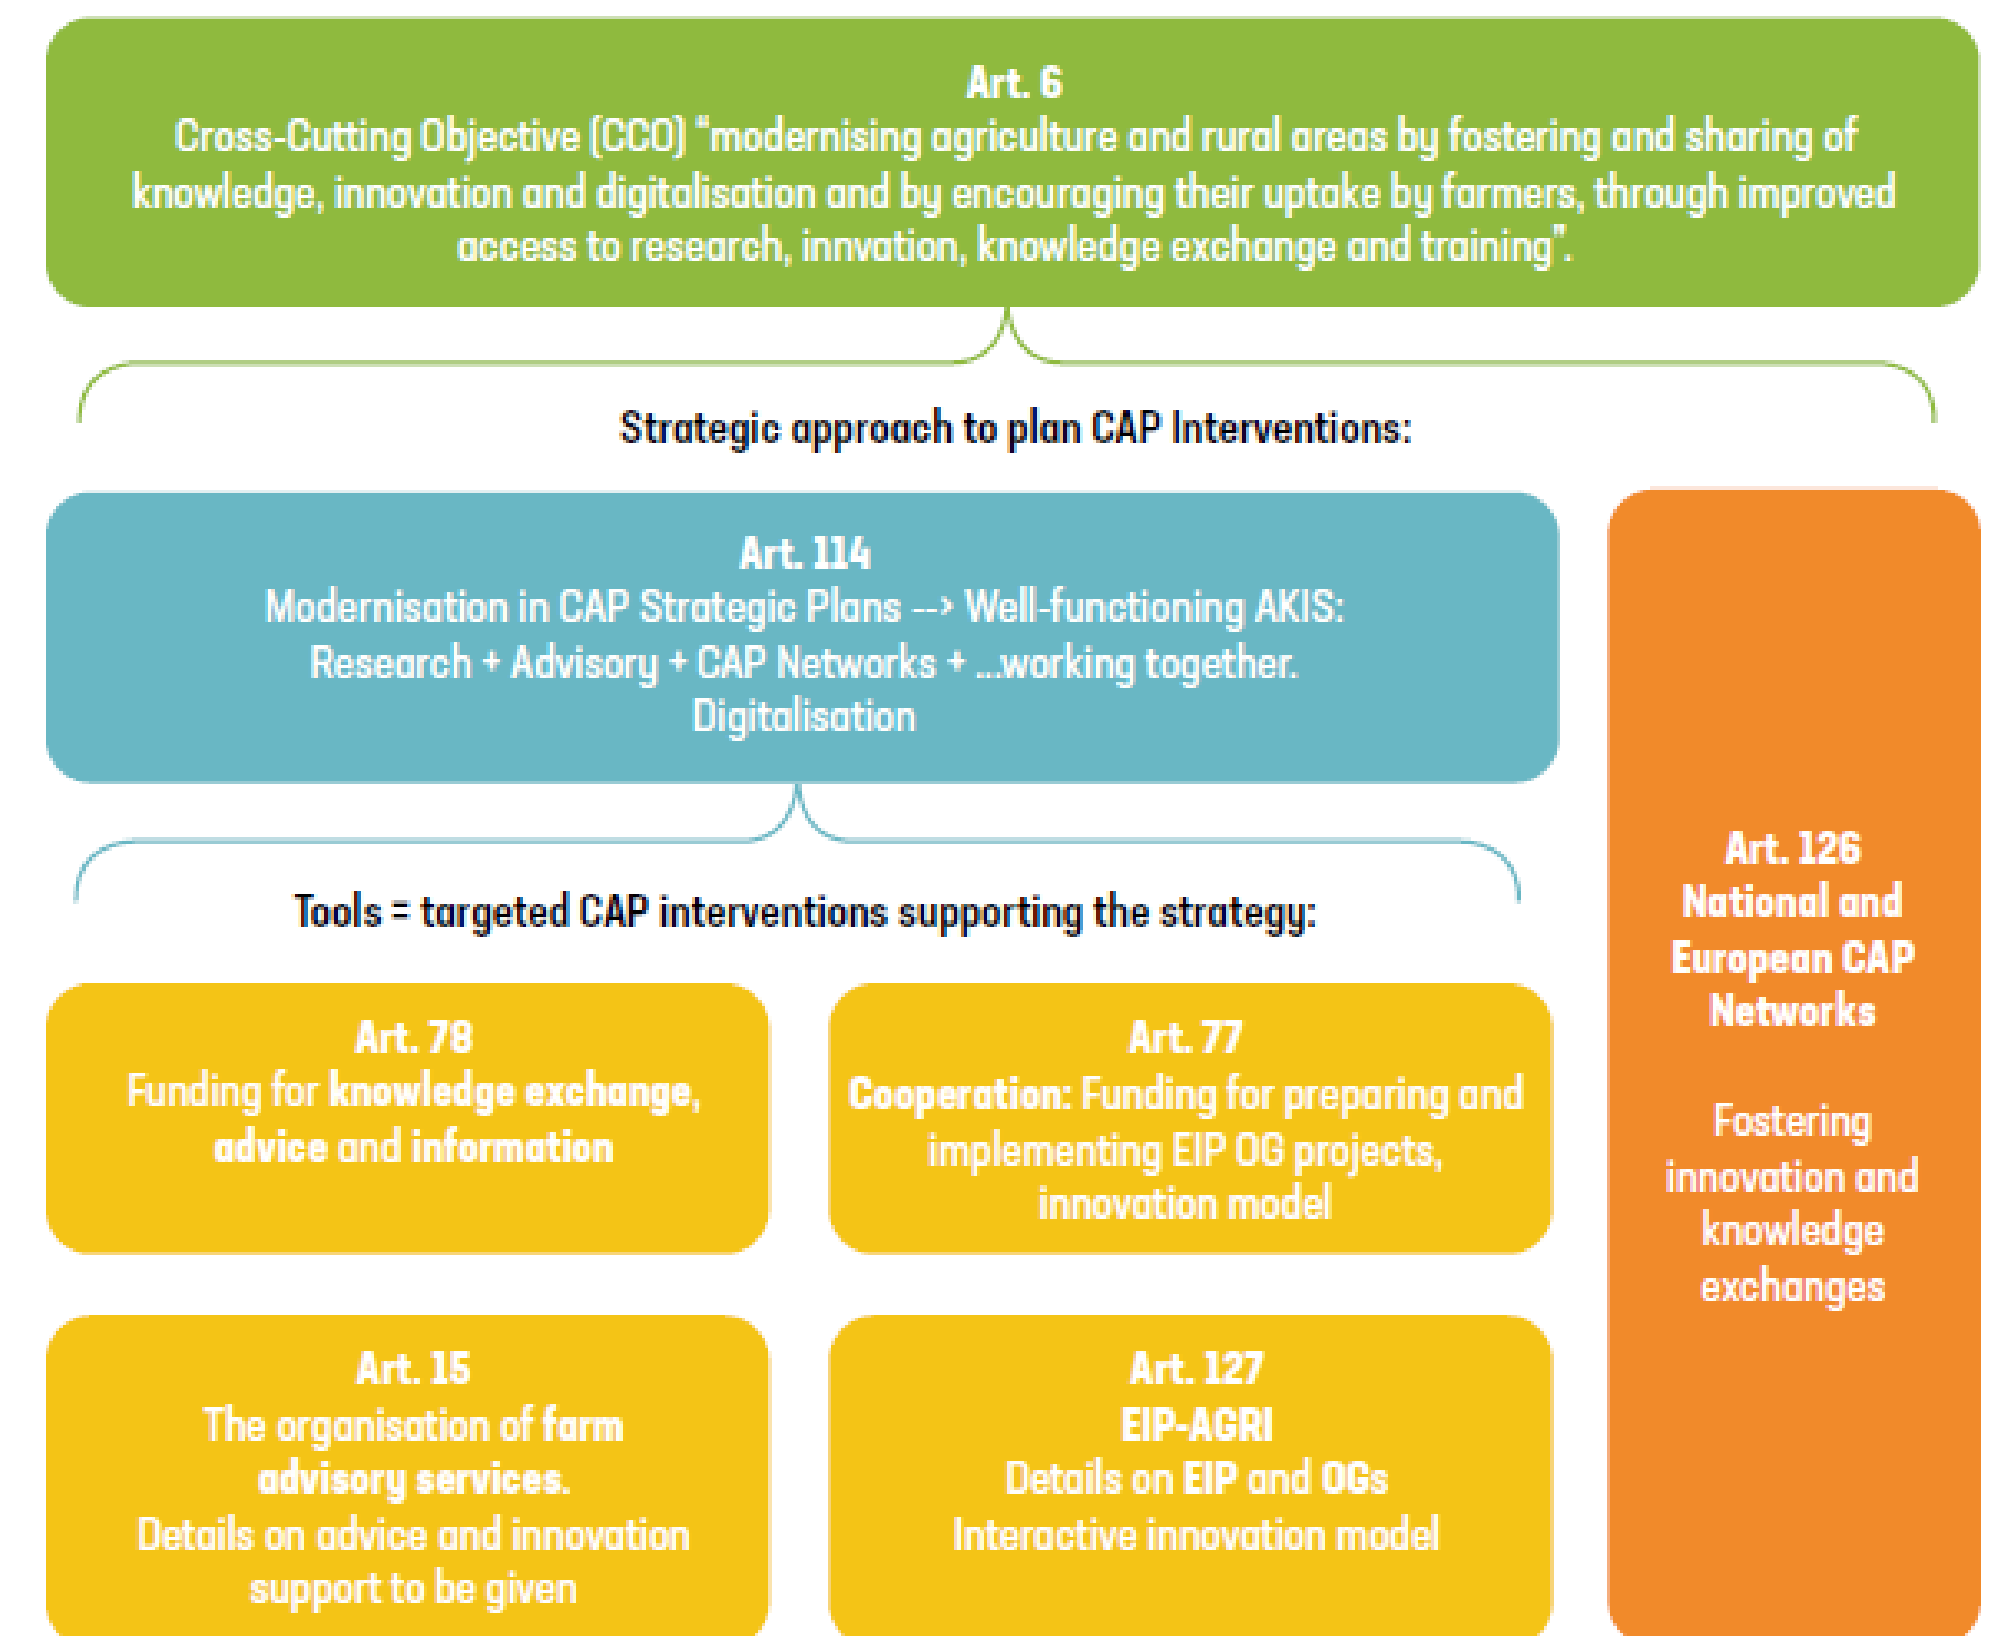 Art. 6
Cross-Cutting Objective (CCO) “modernising agriculture and rural areas by fostering and sharing of
knowledge, innovation and digitalisation and by encouraging their uptake by farmers, through improved
access to research, innvation, knowledge exchange and training”.
Strategic approach to plan CAP Interventions:
Art. 114
Modernisation in CAP Strategic Plans --> Well-functioning AKIS:
Research + Advisory + CAP Networks + ...working together.
Digitalisation
Tools = targeted CAP interventions supporting the strategy:
Art. 78
Funding for knowledge exchange,
advice and information
Art. 77
Cooperation: Funding for preparing and
implementing EIP OG projects,
innovation model
Art. 15
The organisation of farm
advisory services.
Details on advice and innovation
support to be given
Art. 127
EIP-AGRI
Details on EIP and OGs
Interactive innovation model
Art. 126
National and
European CAP
Networks
Fostering
innovation and
knowledge
exchanges